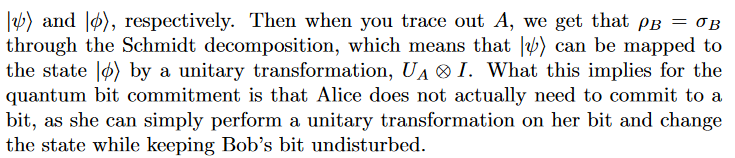 |ψ⟩ and |ϕ⟩, respectively. Then when you trace out A, we get that ρ_B = σ_B
through the Schmidt decomposition, which means that |ψ⟩ can be mapped to
the state |ϕ⟩ by a unitary transformation, U_A ⊗ I. What this implies for the
quantum bit commitment is that Alice does not actually need to commit to a
bit, as she can simply perform a unitary transformation on her bit and change
the state while keeping Bob's bit undisturbed.